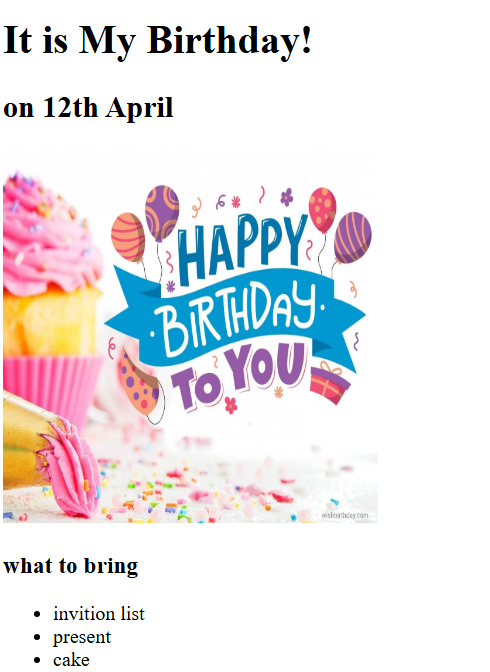 It is My Birthday!
on 12th April
HAPPY
BIRTHDAY
To YOU
wishbirthday.com
what to bring
invition list
present
cake